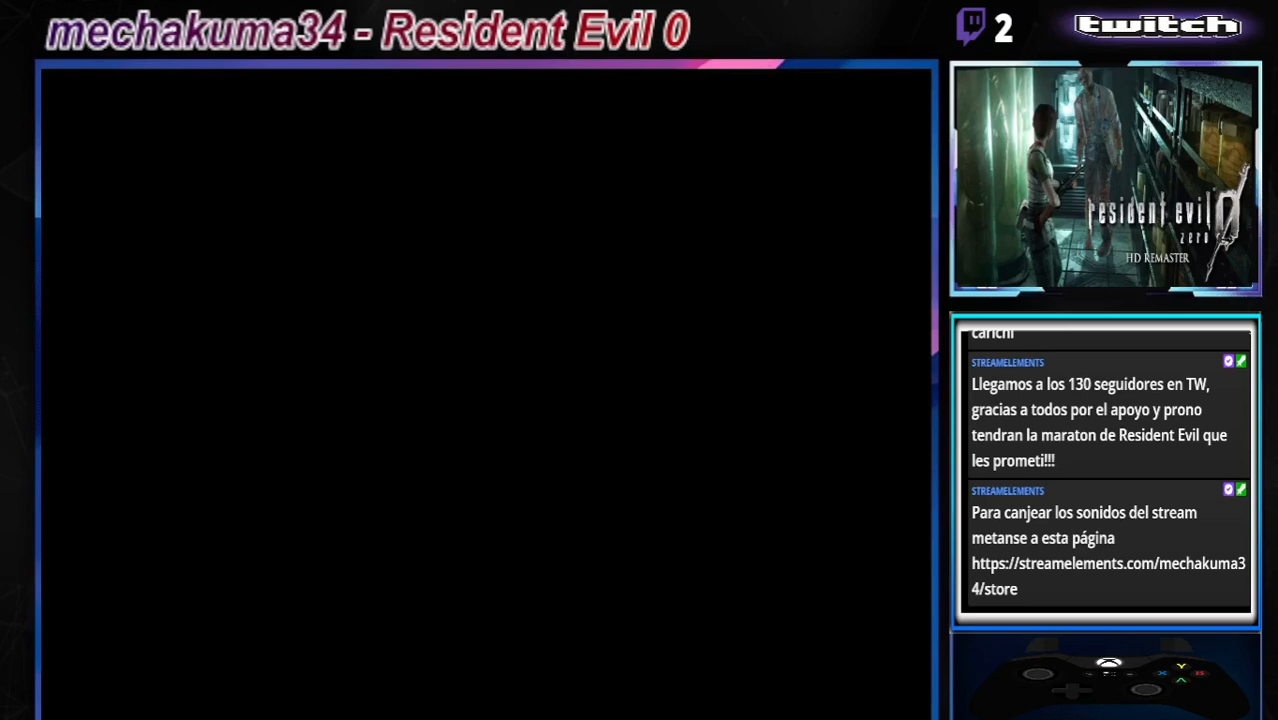 mechakuma34 - Resident Evil 0
2
twitch
resident evil 0
zero
HD REMASTER
carichi
STREAMELEMENTS
Llegamos a los 130 seguidores en TW,
gracias a todos por el apoyo y prono
tendran la maraton de Resident Evil que
les prometi!!!
STREAMELEMENTS
Para canjear los sonidos del stream
metanse a esta página
https://streamelements.com/mechakuma3
4/store
Y
X
B
A